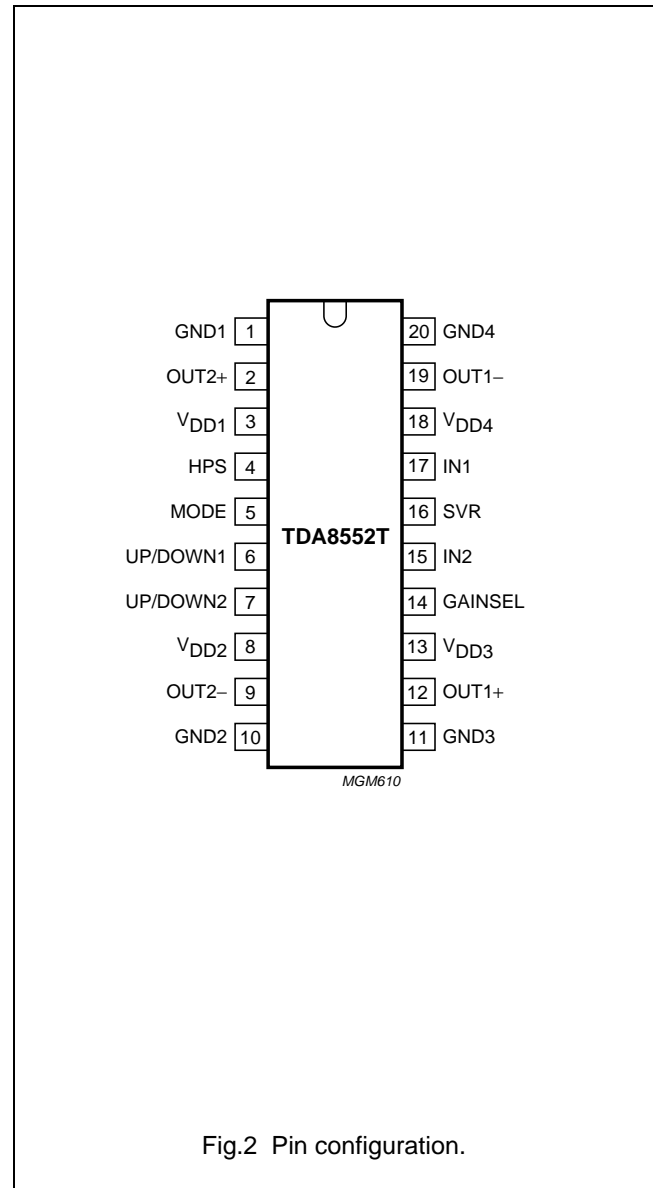 GND1 1
20 GND4
OUT2+ 2
19 OUT1−
VDD1 3
18 VDD4
HPS 4
17 IN1
MODE 5
16 SVR
TDA8552T
UP/DOWN1 6
15 IN2
UP/DOWN2 7
14 GAINSEL
VDD2 8
13 VDD3
OUT2− 9
12 OUT1+
GND2 10
11 GND3
MGM610
Fig.2 Pin configuration.